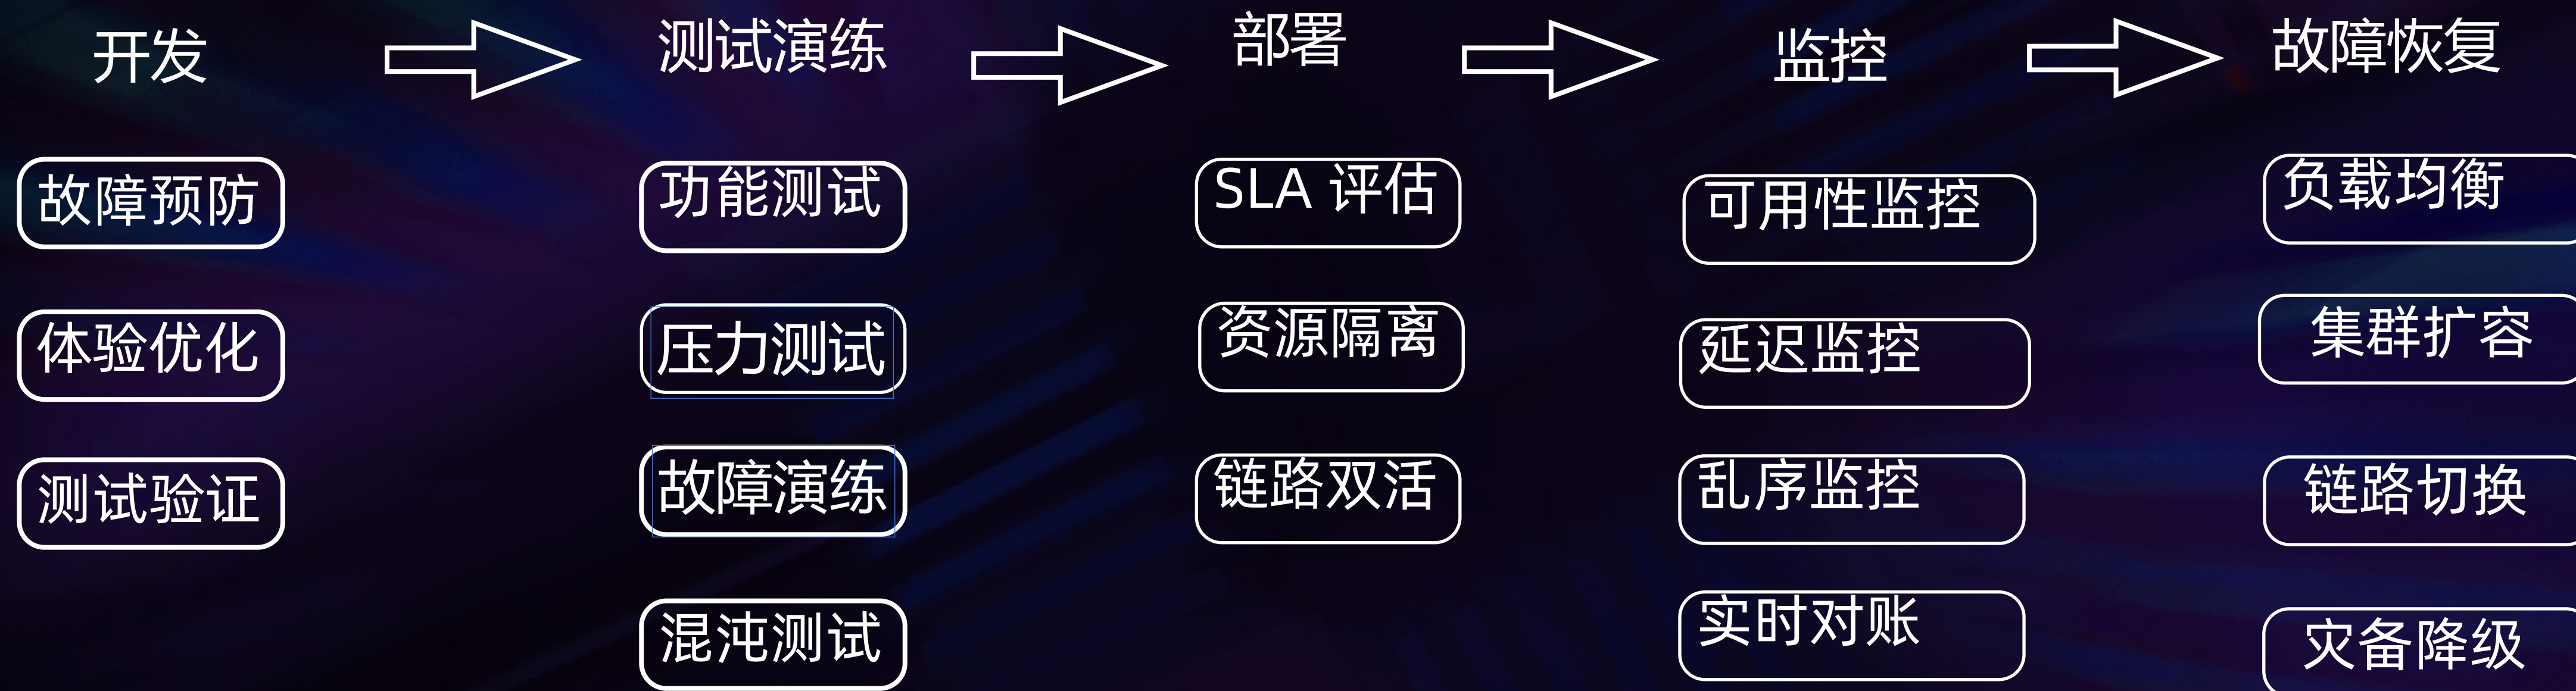 开发
测试演练
部署
监控
故障恢复
故障预防
功能测试
SLA 评估
可用性监控
负载均衡
体验优化
压力测试
资源隔离
延迟监控
集群扩容
测试验证
故障演练
链路双活
乱序监控
链路切换
混沌测试
实时对账
灾备降级